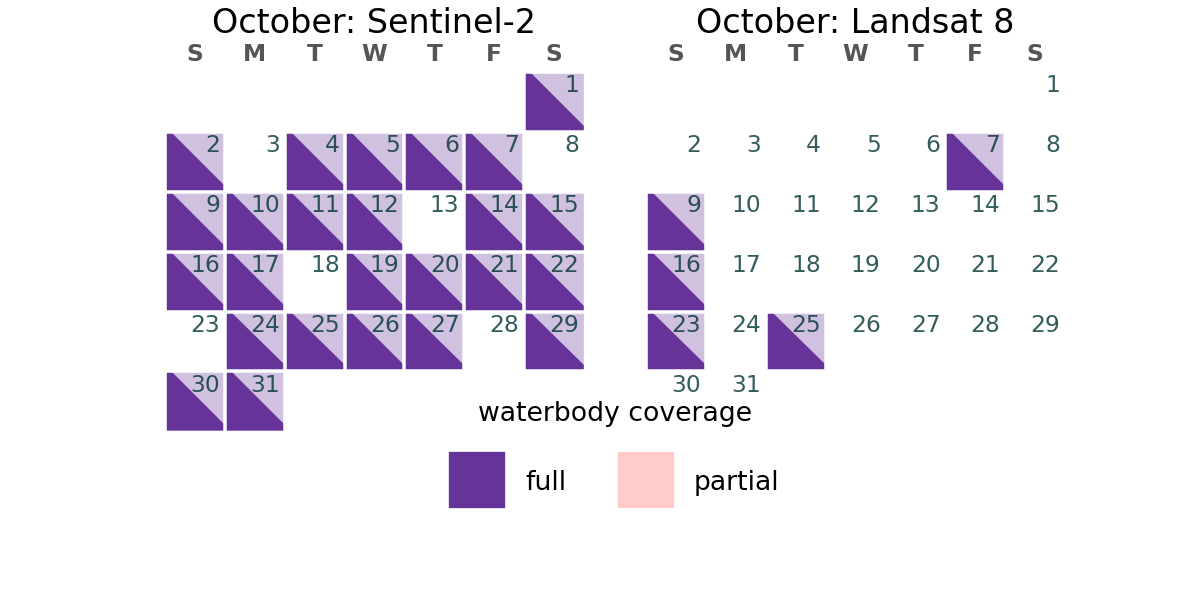 October: Sentinel-2
S M T W T F S
1
2 3 4 5 6 7 8
9 10 11 12 13 14 15
16 17 18 19 20 21 22
23 24 25 26 27 28 29
30 31
October: Landsat 8
S M T W T F S
1
2 3 4 5 6 7 8
9 10 11 12 13 14 15
16 17 18 19 20 21 22
23 24 25 26 27 28 29
30 31
waterbody coverage
full partial